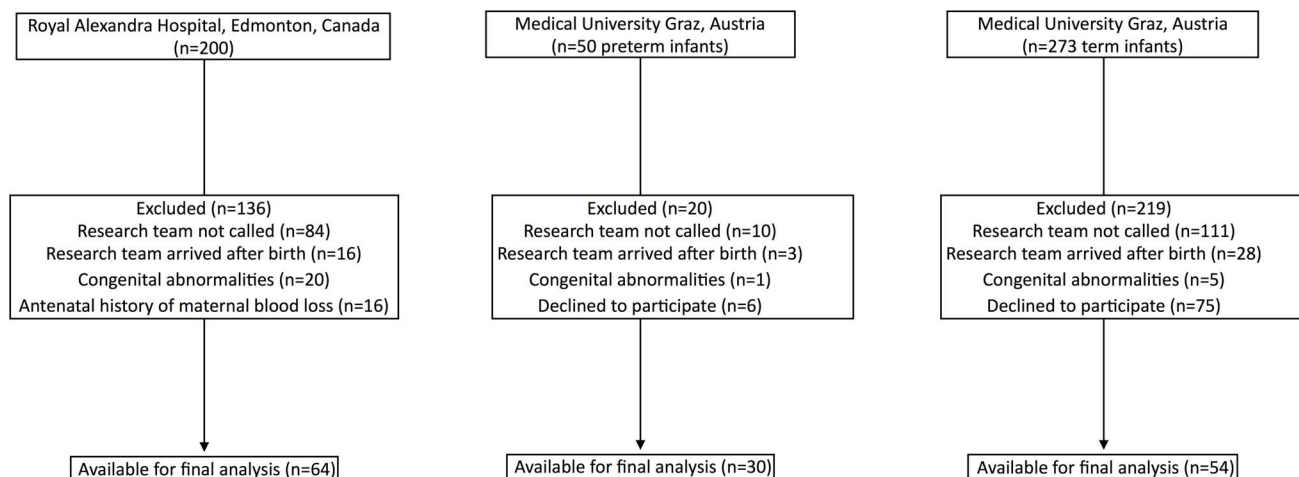 Royal Alexandra Hospital, Edmonton, Canada
(n=200)
Excluded (n=136)
Research team not called (n=84)
Research team arrived after birth (n=16)
Congenital abnormalities (n=20)
Antenatal history of maternal blood loss (n=16)
Available for final analysis (n=64)
Medical University Graz, Austria
(n=50 preterm infants)
Excluded (n=20)
Research team not called (n=10)
Research team arrived after birth (n=3)
Congenital abnormalities (n=1)
Declined to participate (n=6)
Available for final analysis (n=30)
Medical University Graz, Austria
(n=273 term infants)
Excluded (n=219)
Research team not called (n=111)
Research team arrived after birth (n=28)
Congenital abnormalities (n=5)
Declined to participate (n=75)
Available for final analysis (n=54)